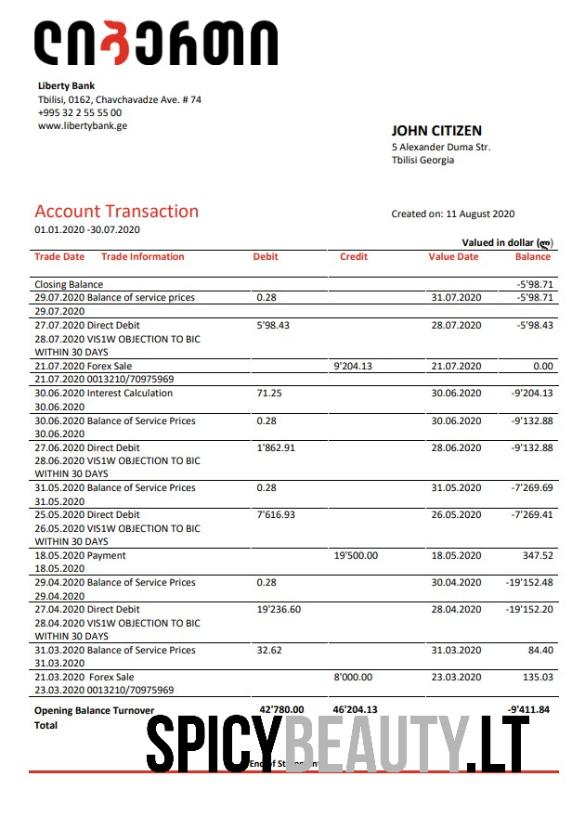 ლიბერთი
Liberty Bank
Tbilisi, 0162, Chavchavadze Ave. # 74
+995 32 2 55 55 00
www.libertybank.ge
JOHN CITIZEN
5 Alexander Duma Str.
Tbilisi Georgia
Account Transaction
Created on: 11 August 2020
01.01.2020 -30.07.2020
Valued in dollar (ლ)
Trade Date Trade Information Debit Credit Value Date Balance
Closing Balance -5'98.71
29.07.2020 Balance of service prices 0.28 31.07.2020 -5'98.71
29.07.2020
27.07.2020 Direct Debit 5'98.43 28.07.2020 -5'98.43
28.07.2020 VIS1W OBJECTION TO BIC
WITHIN 30 DAYS
21.07.2020 Forex Sale 9'204.13 21.07.2020 0.00
21.07.2020 0013210/70975969
30.06.2020 Interest Calculation 71.25 30.06.2020 -9'204.13
30.06.2020
30.06.2020 Balance of Service Prices 0.28 30.06.2020 -9'132.88
30.06.2020
27.06.2020 Direct Debit 1'862.91 28.06.2020 -9'132.88
28.06.2020 VIS1W OBJECTION TO BIC
WITHIN 30 DAYS
31.05.2020 Balance of Service Prices 0.28 31.05.2020 -7'269.69
31.05.2020
25.05.2020 Direct Debit 7'616.93 26.05.2020 -7'269.41
26.05.2020 VIS1W OBJECTION TO BIC
WITHIN 30 DAYS
18.05.2020 Payment 19'500.00 18.05.2020 347.52
18.05.2020
29.04.2020 Balance of Service Prices 0.28 30.04.2020 -19'152.48
29.04.2020
27.04.2020 Direct Debit 19'236.60 28.04.2020 -19'152.20
28.04.2020 VIS1W OBJECTION TO BIC
WITHIN 30 DAYS
31.03.2020 Balance of Service Prices 32.62 31.03.2020 84.40
31.03.2020
21.03.2020 Forex Sale 8'000.00 23.03.2020 135.03
23.03.2020 0013210/70975969
Opening Balance Turnover 42'780.00 46'204.13 -9'411.84
Total
SPICYBEAUTY.LT
End of